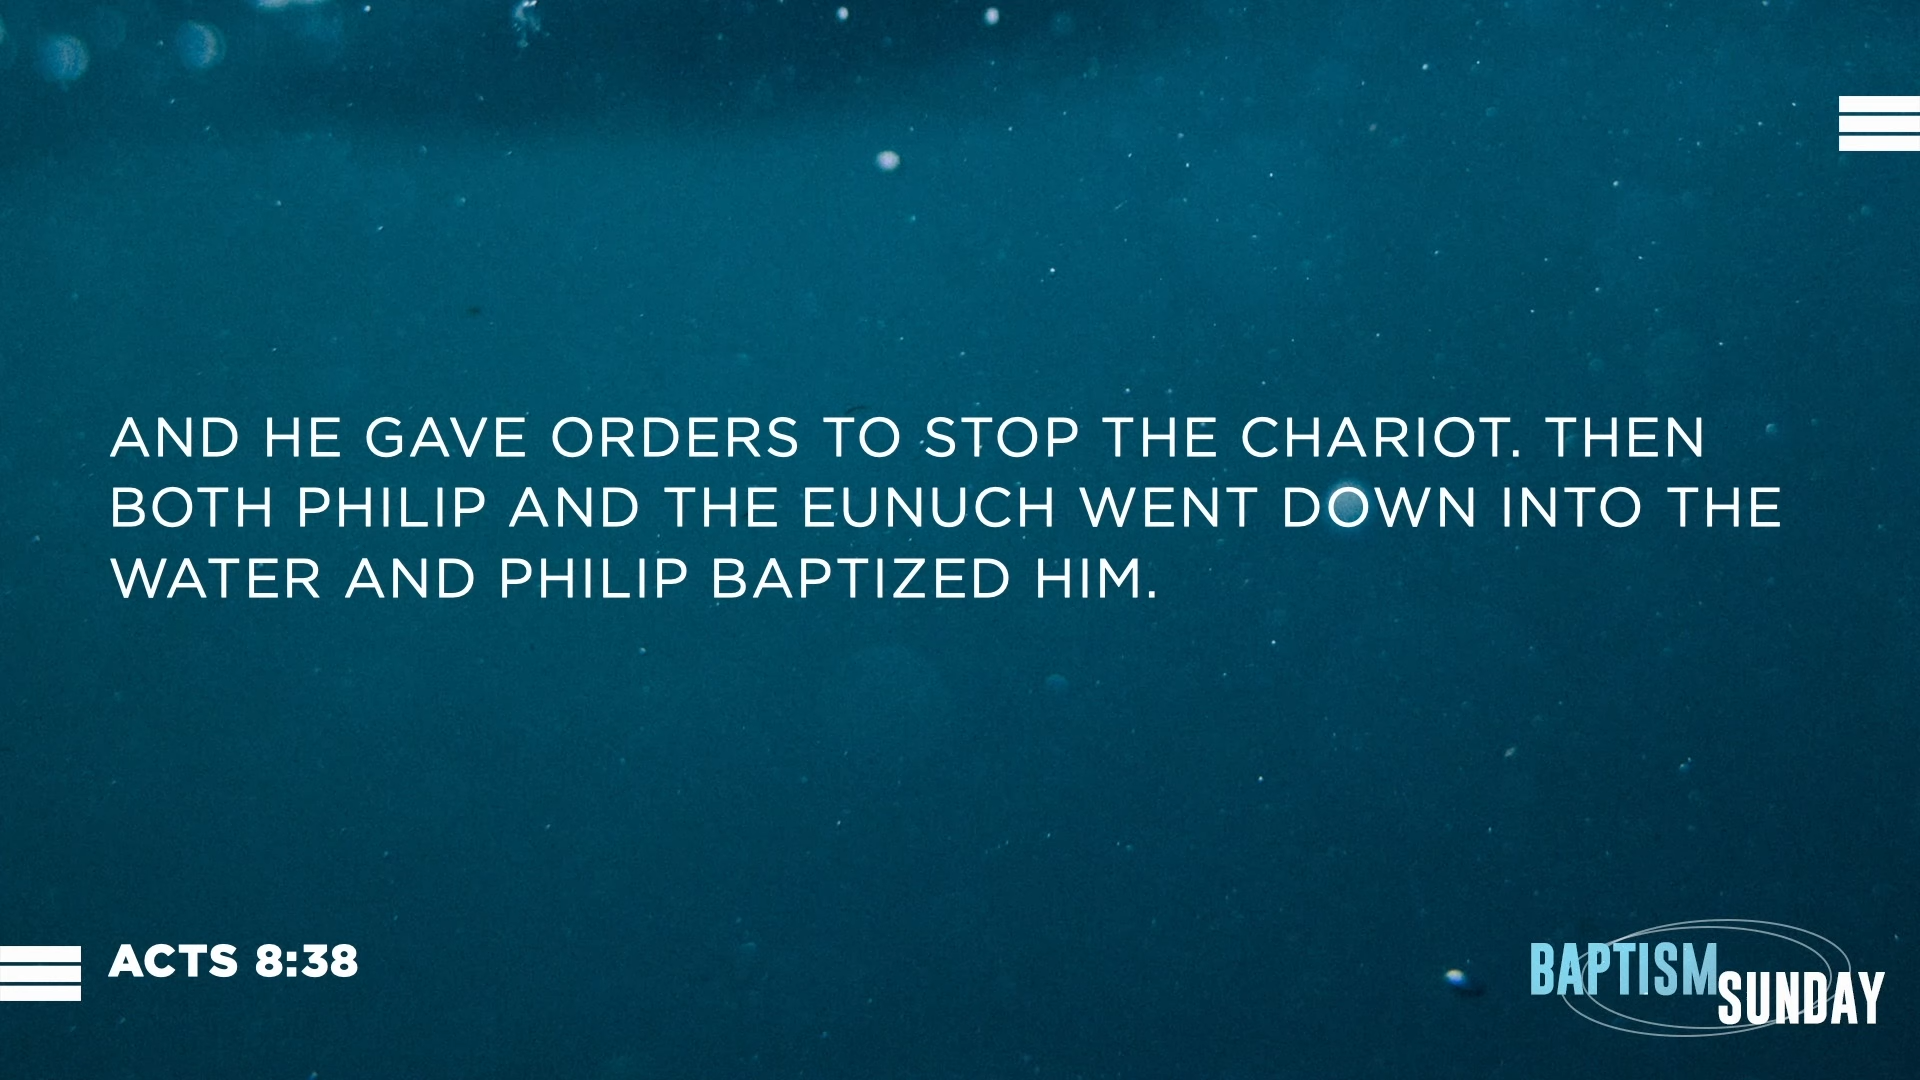 AND HE GAVE ORDERS TO STOP THE CHARIOT. THEN
BOTH PHILIP AND THE EUNUCH WENT DOWN INTO THE
WATER AND PHILIP BAPTIZED HIM.
ACTS 8:38
BAPTISM
SUNDAY